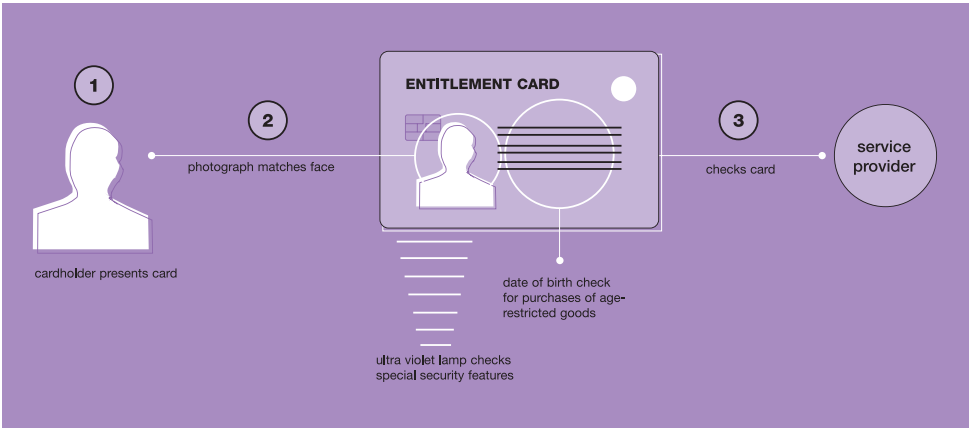 1
cardholder presents card
2
photograph matches face
ENTITLEMENT CARD
ultra violet lamp checks
special security features
date of birth check
for purchases of age-
restricted goods
3
checks card
service
provider